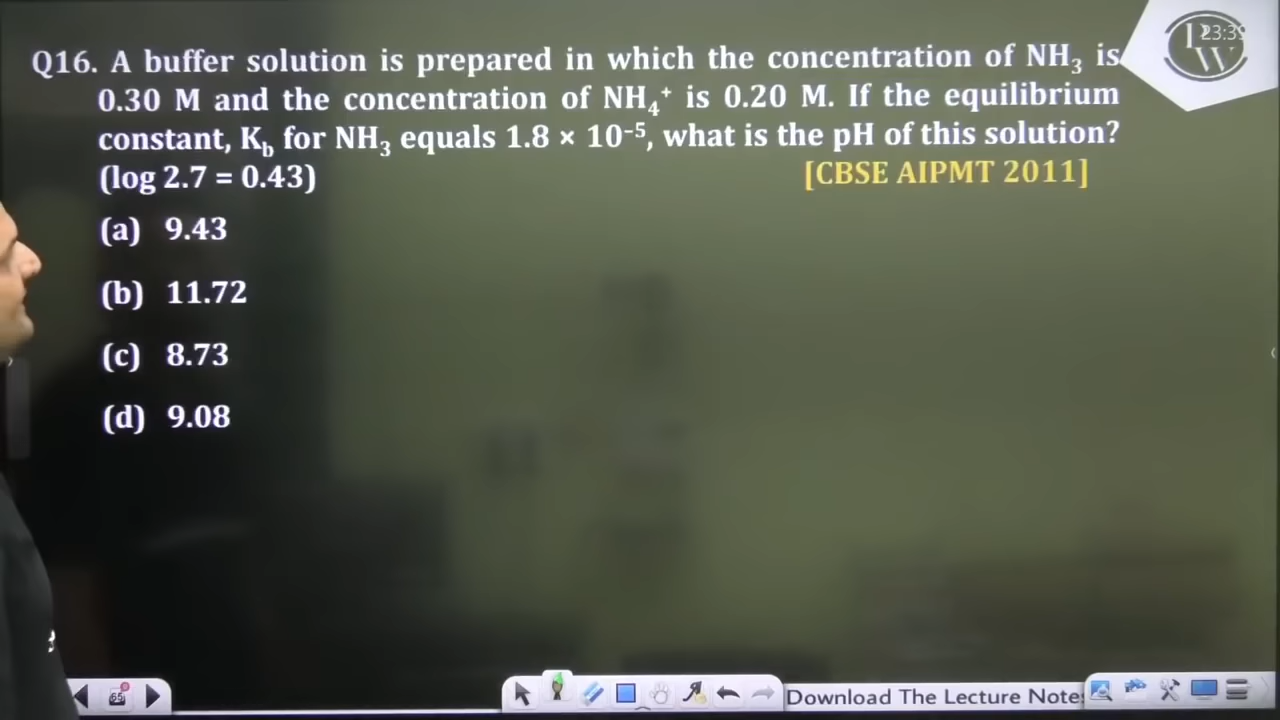 Q16. A buffer solution is prepared in which the concentration of NH₃ is
0.30 M and the concentration of NH₄⁺ is 0.20 M. If the equilibrium
constant, K_b for NH₃ equals 1.8 × 10⁻⁵, what is the pH of this solution?
(log 2.7 = 0.43) [CBSE AIPMT 2011]
(a) 9.43
(b) 11.72
(c) 8.73
(d) 9.08
65
Download The Lecture Note